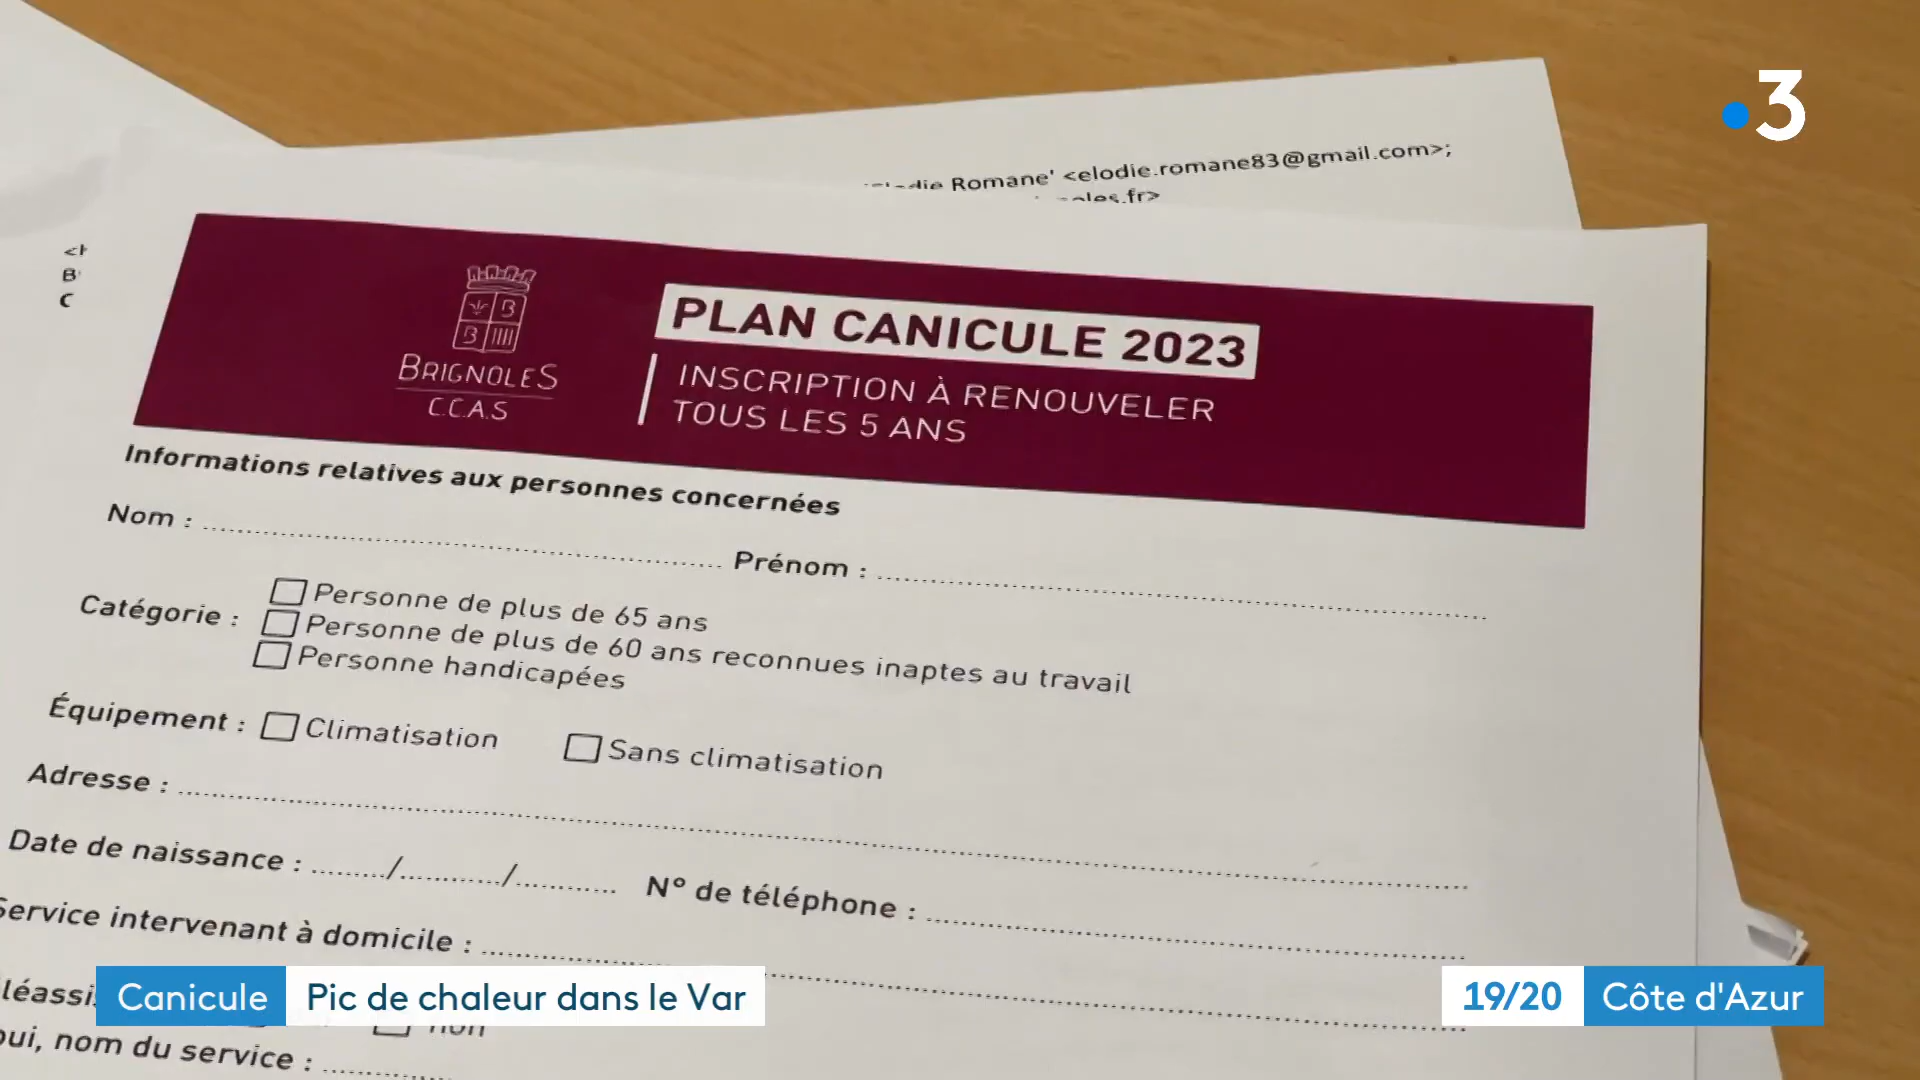 3
Romane' <elodie.romane83@gmail.com>;
B
C
BRIGNOLES
C.C.A.S
PLAN CANICULE 2023
INSCRIPTION À RENOUVELER
TOUS LES 5 ANS
Informations relatives aux personnes concernées
Nom : Prénom :
Catégorie :
Personne de plus de 65 ans
Personne de plus de 60 ans reconnues inaptes au travail
Personne handicapées
Équipement : Climatisation Sans climatisation
Adresse :
Date de naissance : / / N° de téléphone :
Service intervenant à domicile :
non
oui, nom du service :
Canicule Pic de chaleur dans le Var
19/20 Côte d'Azur